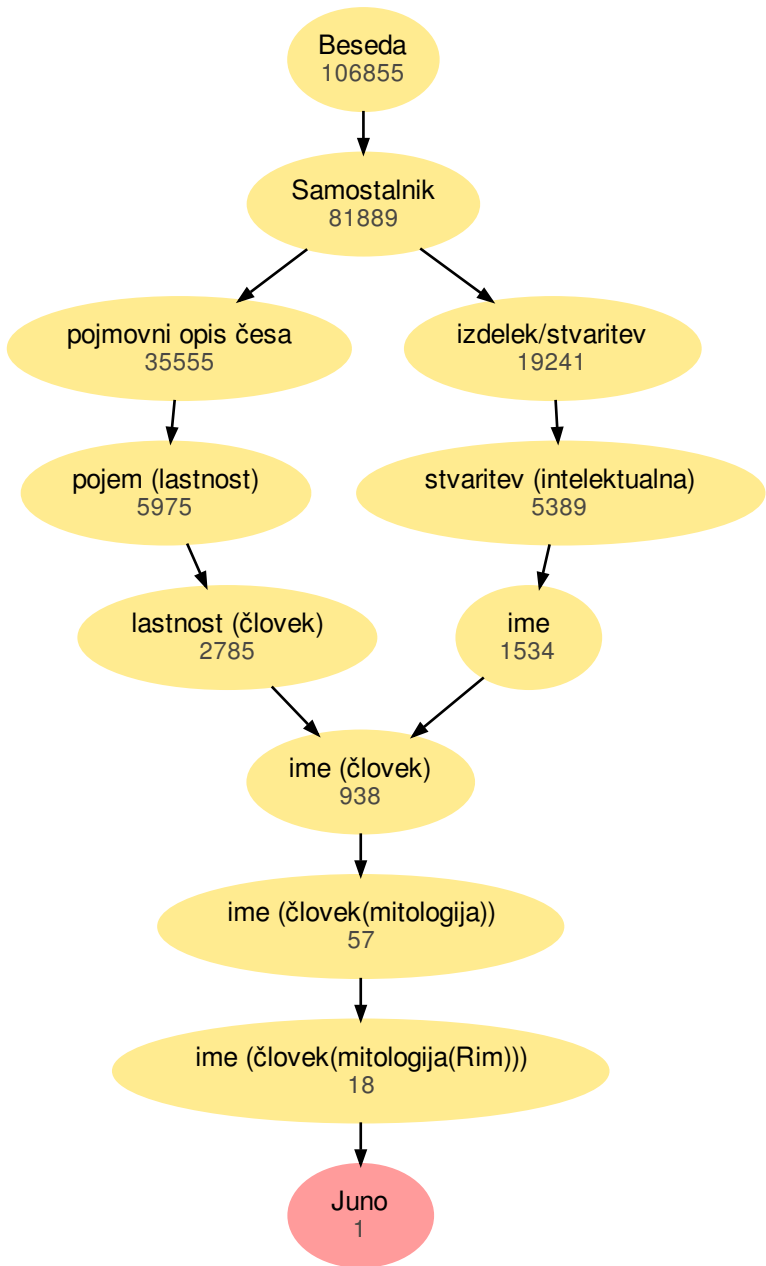 Beseda
106855
Samostalnik
81889
pojmovni opis česa
35555
izdelek/stvaritev
19241
pojem (lastnost)
5975
stvaritev (intelektualna)
5389
lastnost (človek)
2785
ime
1534
ime (človek)
938
ime (človek(mitologija))
57
ime (človek(mitologija(Rim)))
18
Juno
1